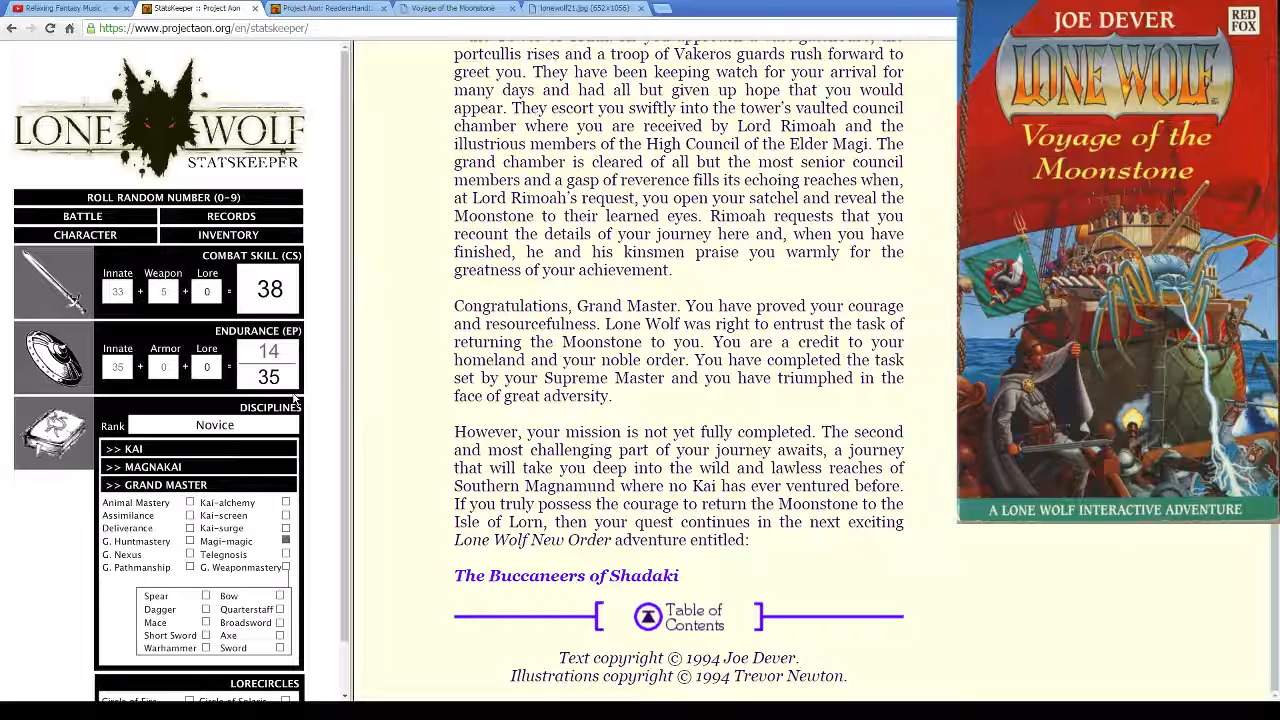 Relaxing Fantasy Music
StatsKeeper :: Project Aon
Project Aon: ReadersHandb
Voyage of the Moonstone
lonewolf21.jpg (652×1056)
https://www.projectaon.org/en/statskeeper/
LONE WOLF
STATSKEEPER
ROLL RANDOM NUMBER (0-9)
BATTLE
RECORDS
CHARACTER
INVENTORY
COMBAT SKILL (CS)
Innate
Weapon
Lore
33 + 5 + 0 =
38
ENDURANCE (EP)
Innate
Armor
Lore
35 + 0 + 0 =
14
35
DISCIPLINES
Rank
Novice
>> KAI
>> MAGNAKAI
>> GRAND MASTER
Animal Mastery
Kai-alchemy
Assimilance
Kai-screen
Deliverance
Kai-surge
G. Huntmastery
Magi-magic
G. Nexus
Telegnosis
G. Pathmanship
G. Weaponmastery
Spear
Bow
Dagger
Quarterstaff
Mace
Broadsword
Short Sword
Axe
Warhammer
Sword
LORECIRCLES
Circle of Fire
Circle of Solaris
portcullis rises and a troop of Vakeros guards rush forward to
greet you. They have been keeping watch for your arrival for
many days and had all but given up hope that you would
appear. They escort you swiftly into the tower's vaulted council
chamber where you are received by Lord Rimoah and the
illustrious members of the High Council of the Elder Magi. The
grand chamber is cleared of all but the most senior council
members and a gasp of reverence fills its echoing reaches when,
at Lord Rimoah's request, you open your satchel and reveal the
Moonstone to their learned eyes. Rimoah requests that you
recount the details of your journey here and, when you have
finished, he and his kinsmen praise you warmly for the
greatness of your achievement.
Congratulations, Grand Master. You have proved your courage
and resourcefulness. Lone Wolf was right to entrust the task of
returning the Moonstone to you. You are a credit to your
homeland and your noble order. You have completed the task
set by your Supreme Master and you have triumphed in the
face of great adversity.
However, your mission is not yet fully completed. The second
and most challenging part of your journey awaits, a journey
that will take you deep into the wild and lawless reaches of
Southern Magnamund where no Kai has ever ventured before.
If you truly possess the courage to return the Moonstone to the
Isle of Lorn, then your quest continues in the next exciting
Lone Wolf New Order adventure entitled:
The Buccaneers of Shadaki
Table of
Contents
Text copyright © 1994 Joe Dever.
Illustrations copyright © 1994 Trevor Newton.
JOE DEVER
RED
FOX
LONE WOLF
Voyage of the
Moonstone
A LONE WOLF INTERACTIVE ADVENTURE